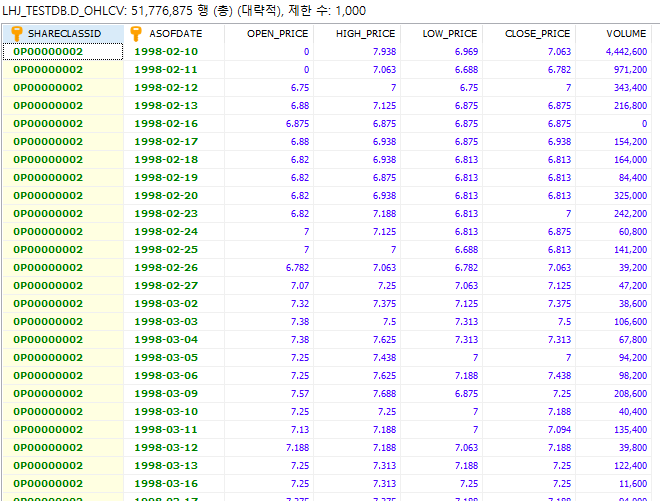 LHJ_TESTDB.D_OHLCV: 51,776,875 행 (총) (대략적), 제한 수: 1,000
SHARECLASSID ASOFDATE OPEN_PRICE HIGH_PRICE LOW_PRICE CLOSE_PRICE VOLUME
0P00000002 1998-02-10 0 7.938 6.969 7.063 4,442,600
0P00000002 1998-02-11 0 7.063 6.688 6.782 971,200
0P00000002 1998-02-12 6.75 7 6.75 7 343,400
0P00000002 1998-02-13 6.88 7.125 6.875 6.875 216,800
0P00000002 1998-02-16 6.875 6.875 6.875 6.875 0
0P00000002 1998-02-17 6.88 6.938 6.875 6.938 154,200
0P00000002 1998-02-18 6.82 6.938 6.813 6.813 164,000
0P00000002 1998-02-19 6.82 6.875 6.813 6.813 84,400
0P00000002 1998-02-20 6.82 6.938 6.813 6.813 325,000
0P00000002 1998-02-23 6.82 7.188 6.813 7 242,200
0P00000002 1998-02-24 7 7.125 6.813 6.875 60,800
0P00000002 1998-02-25 7 7 6.688 6.813 141,200
0P00000002 1998-02-26 6.782 7.063 6.782 7.063 39,200
0P00000002 1998-02-27 7.07 7.25 7.063 7.125 47,200
0P00000002 1998-03-02 7.32 7.375 7.125 7.375 38,600
0P00000002 1998-03-03 7.38 7.5 7.313 7.5 106,600
0P00000002 1998-03-04 7.38 7.625 7.313 7.313 67,800
0P00000002 1998-03-05 7.25 7.438 7 7 94,200
0P00000002 1998-03-06 7.25 7.625 7.188 7.438 98,200
0P00000002 1998-03-09 7.57 7.688 6.875 7.25 208,600
0P00000002 1998-03-10 7.25 7.25 7 7.188 40,400
0P00000002 1998-03-11 7.13 7.188 7 7.094 135,400
0P00000002 1998-03-12 7.188 7.188 7.063 7.188 39,800
0P00000002 1998-03-13 7.25 7.313 7.188 7.25 122,400
0P00000002 1998-03-16 7.25 7.313 7.25 7.25 11,600